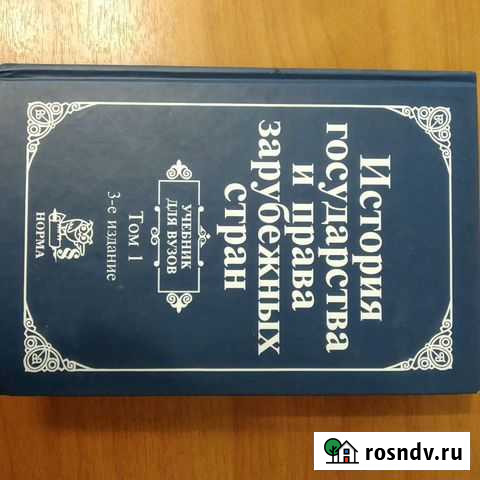 История
государства
и права
зарубежных
стран
УЧЕБНИК
ДЛЯ ВУЗОВ
Том 1
3-е издание
НОРМА
rosndv.ru